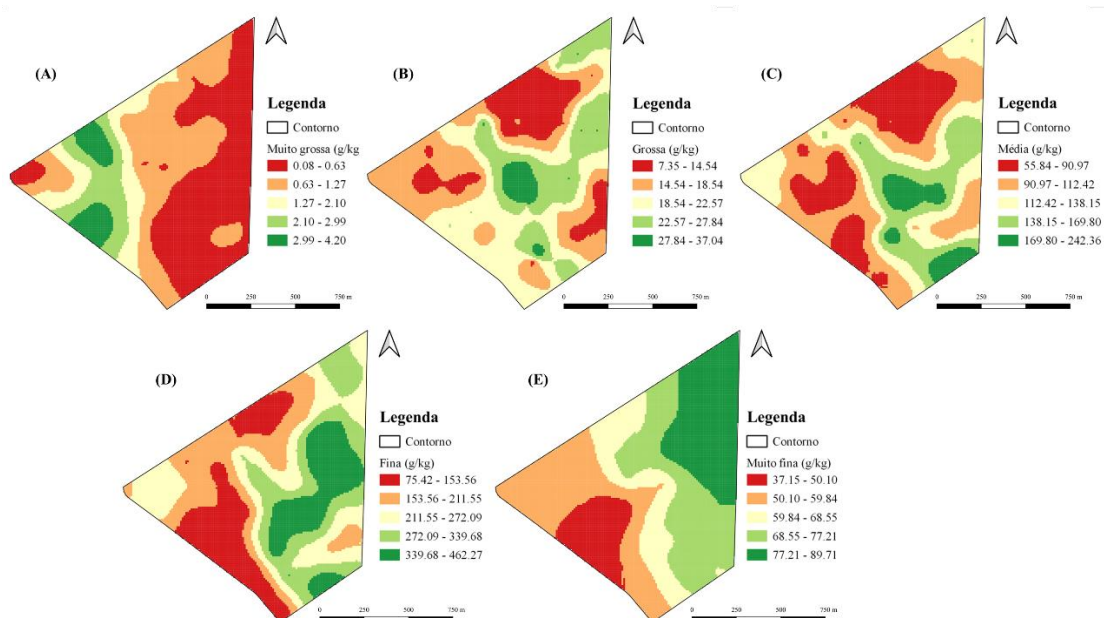 (A)
Legenda
Contorno
Muito grossa (g/kg)
0.08 - 0.63
0.63 - 1.27
1.27 - 2.10
2.10 - 2.99
2.99 - 4.20
0 250 500 750 m
(B)
Legenda
Contorno
Grossa (g/kg)
7.35 - 14.54
14.54 - 18.54
18.54 - 22.57
22.57 - 27.84
27.84 - 37.04
0 250 500 750 m
(C)
Legenda
Contorno
Média (g/kg)
55.84 - 90.97
90.97 - 112.42
112.42 - 138.15
138.15 - 169.80
169.80 - 242.36
0 250 500 750 m
(D)
Legenda
Contorno
Fina (g/kg)
75.42 - 153.56
153.56 - 211.55
211.55 - 272.09
272.09 - 339.68
339.68 - 462.27
0 250 500 750 m
(E)
Legenda
Contorno
Muito fina (g/kg)
37.15 - 50.10
50.10 - 59.84
59.84 - 68.55
68.55 - 77.21
77.21 - 89.71
0 250 500 750 m